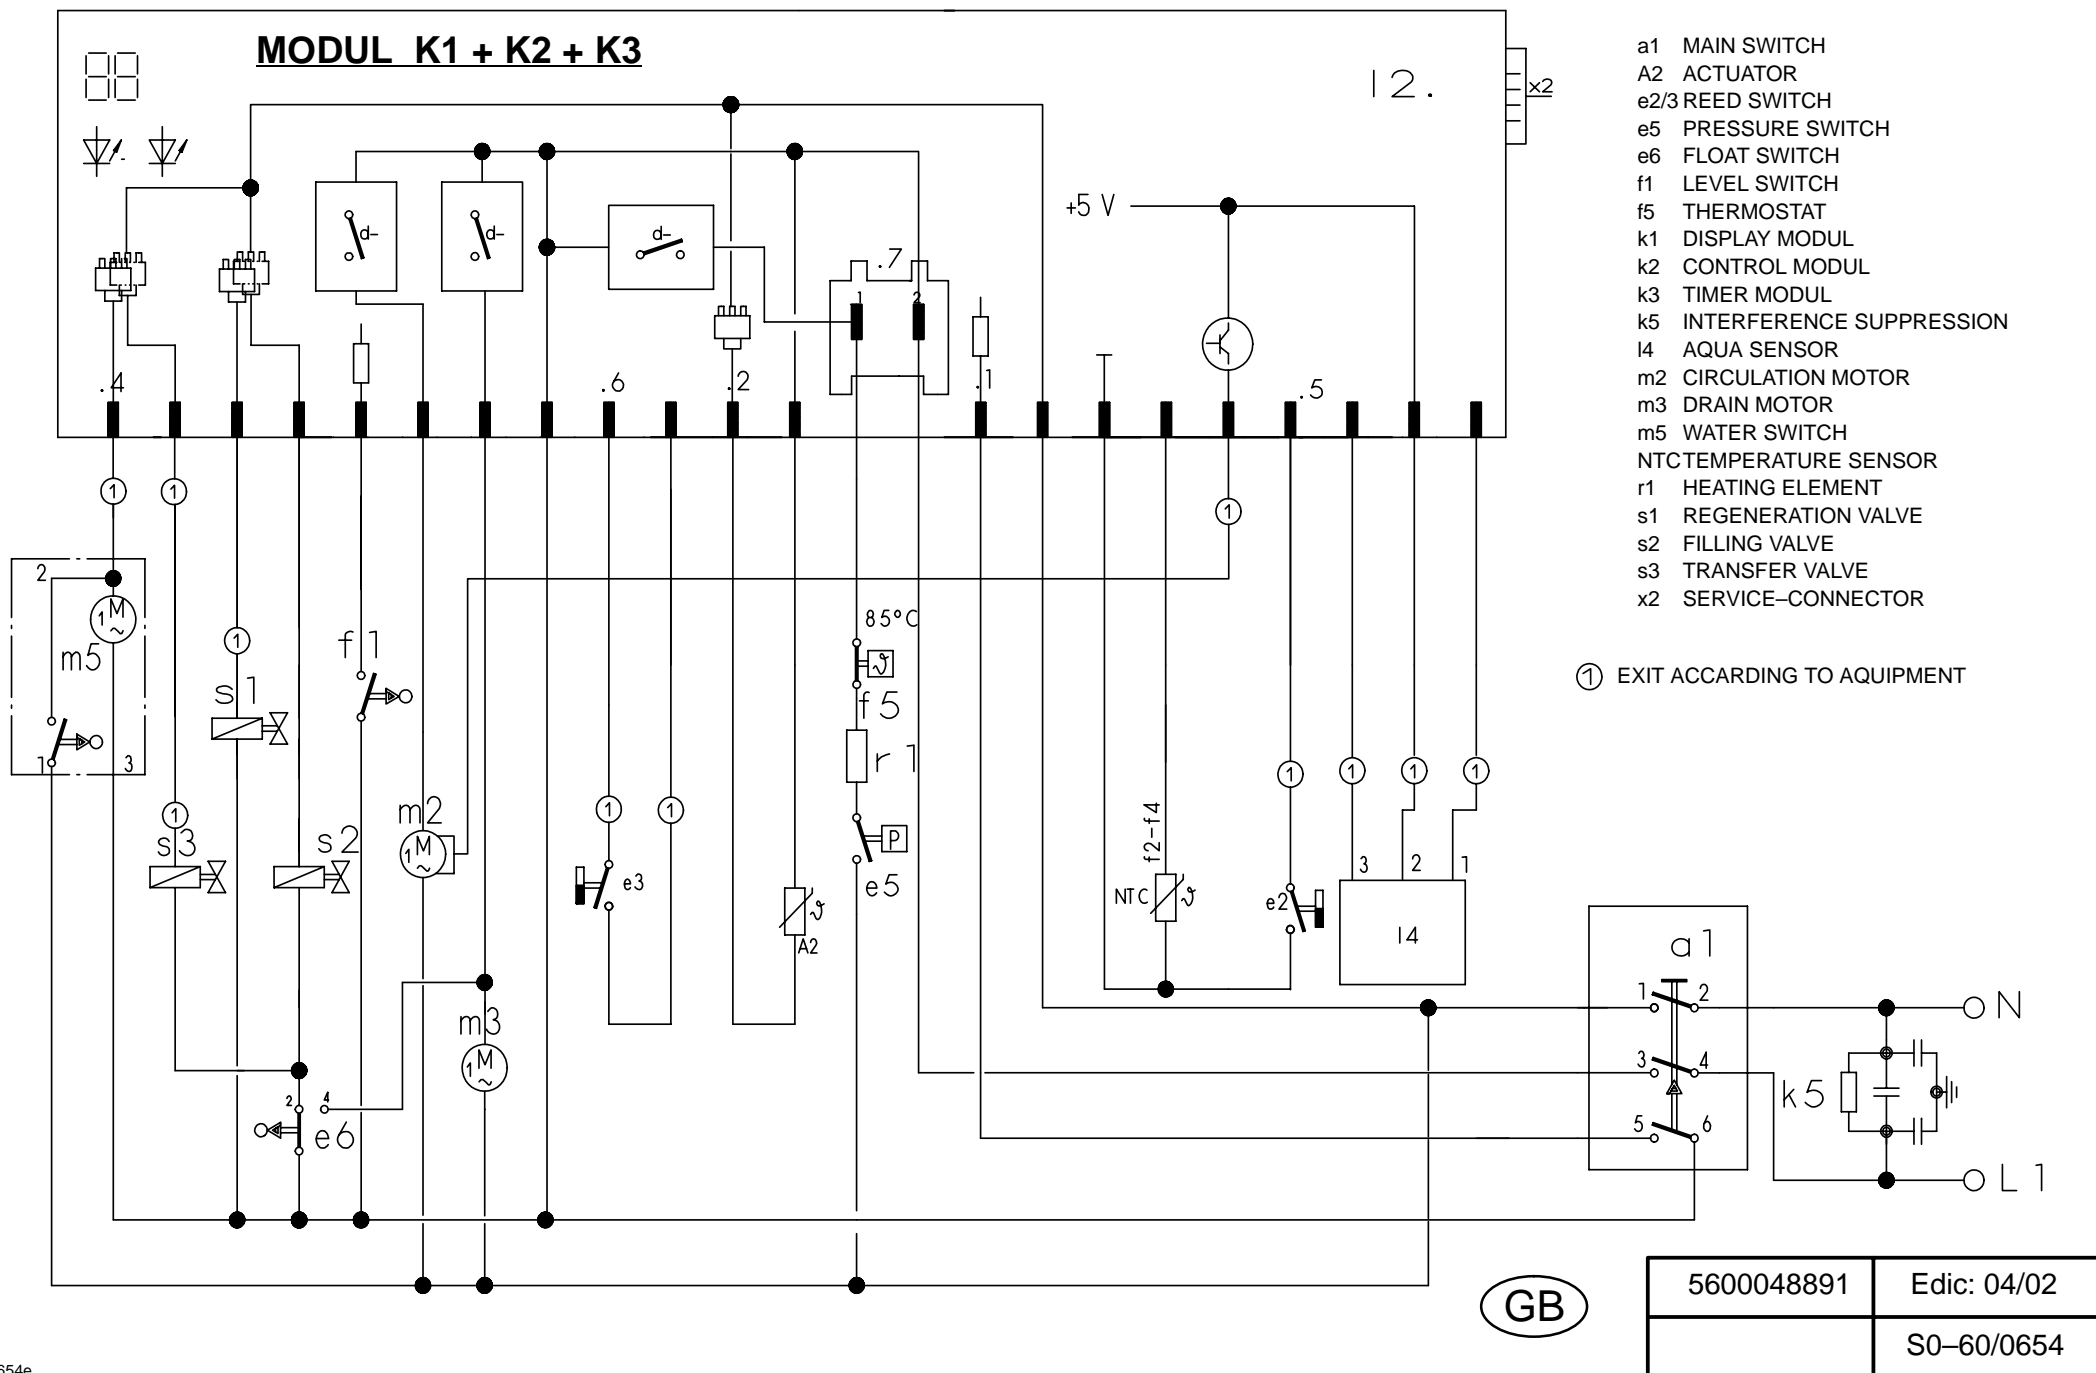 MODUL K1 + K2 + K3
12.
x2
d-
d-
d-
+5 V
.7
1
2
.4
.6
.2
.1
.5
1
1
1
2
1 M ~
m5
1
3
1
s1
f1
85°C
ϑ
f5
r1
P
e5
1
s3
s2
m2
1 M ~
1
1
e3
ϑ
A2
f2-f4
NTC
ϑ
1
1
1
1
e2
3
2
1
14
m3
1 M ~
2
4
e6
a1
1
2
3
4
5
6
N
k5
L1
a1 MAIN SWITCH
A2 ACTUATOR
e2/3 REED SWITCH
e5 PRESSURE SWITCH
e6 FLOAT SWITCH
f1 LEVEL SWITCH
f5 THERMOSTAT
k1 DISPLAY MODUL
k2 CONTROL MODUL
k3 TIMER MODUL
k5 INTERFERENCE SUPPRESSION
I4 AQUA SENSOR
m2 CIRCULATION MOTOR
m3 DRAIN MOTOR
m5 WATER SWITCH
NTC TEMPERATURE SENSOR
r1 HEATING ELEMENT
s1 REGENERATION VALVE
s2 FILLING VALVE
s3 TRANSFER VALVE
x2 SERVICE–CONNECTOR
1 EXIT ACCARDING TO AQUIPMENT
GB
5600048891 Edic: 04/02
S0–60/0654